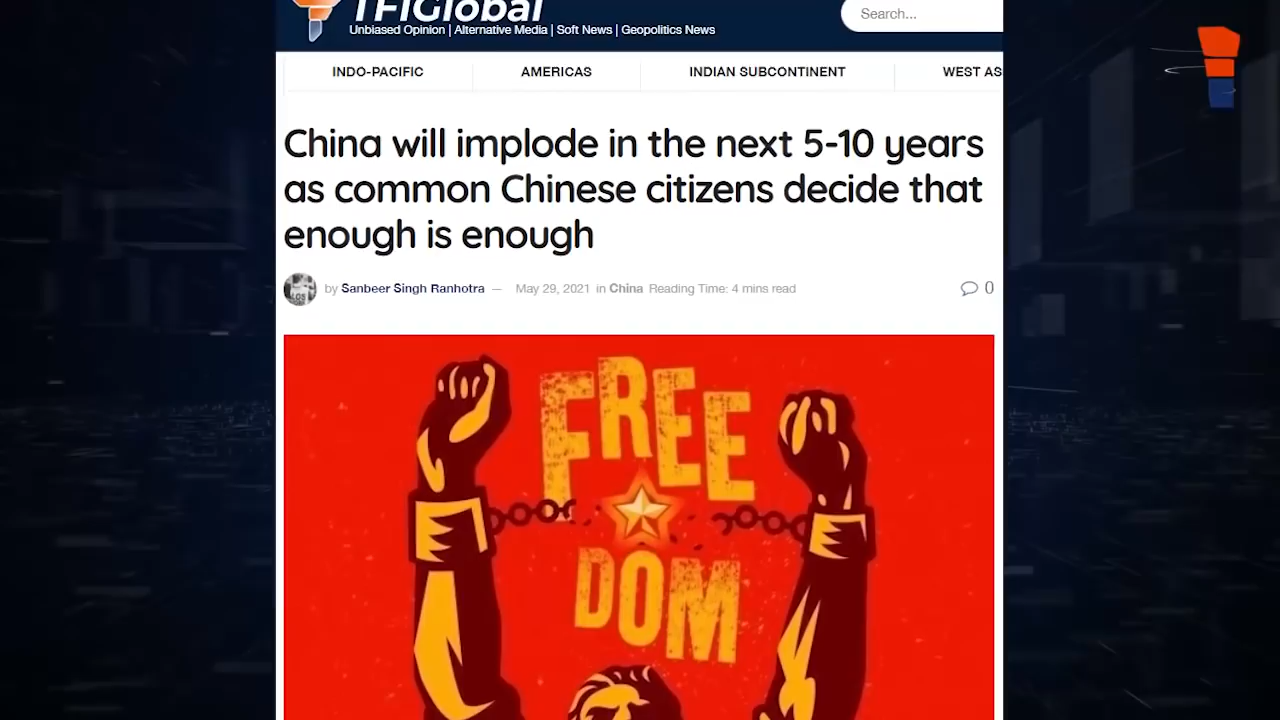 TFIGlobal
Unbiased Opinion | Alternative Media | Soft News | Geopolitics News
Search...
INDO-PACIFIC AMERICAS INDIAN SUBCONTINENT WEST AS
China will implode in the next 5-10 years
as common Chinese citizens decide that
enough is enough
by Sanbeer Singh Ranhotra — May 29, 2021 in China Reading Time: 4 mins read 0
FREE
DOM